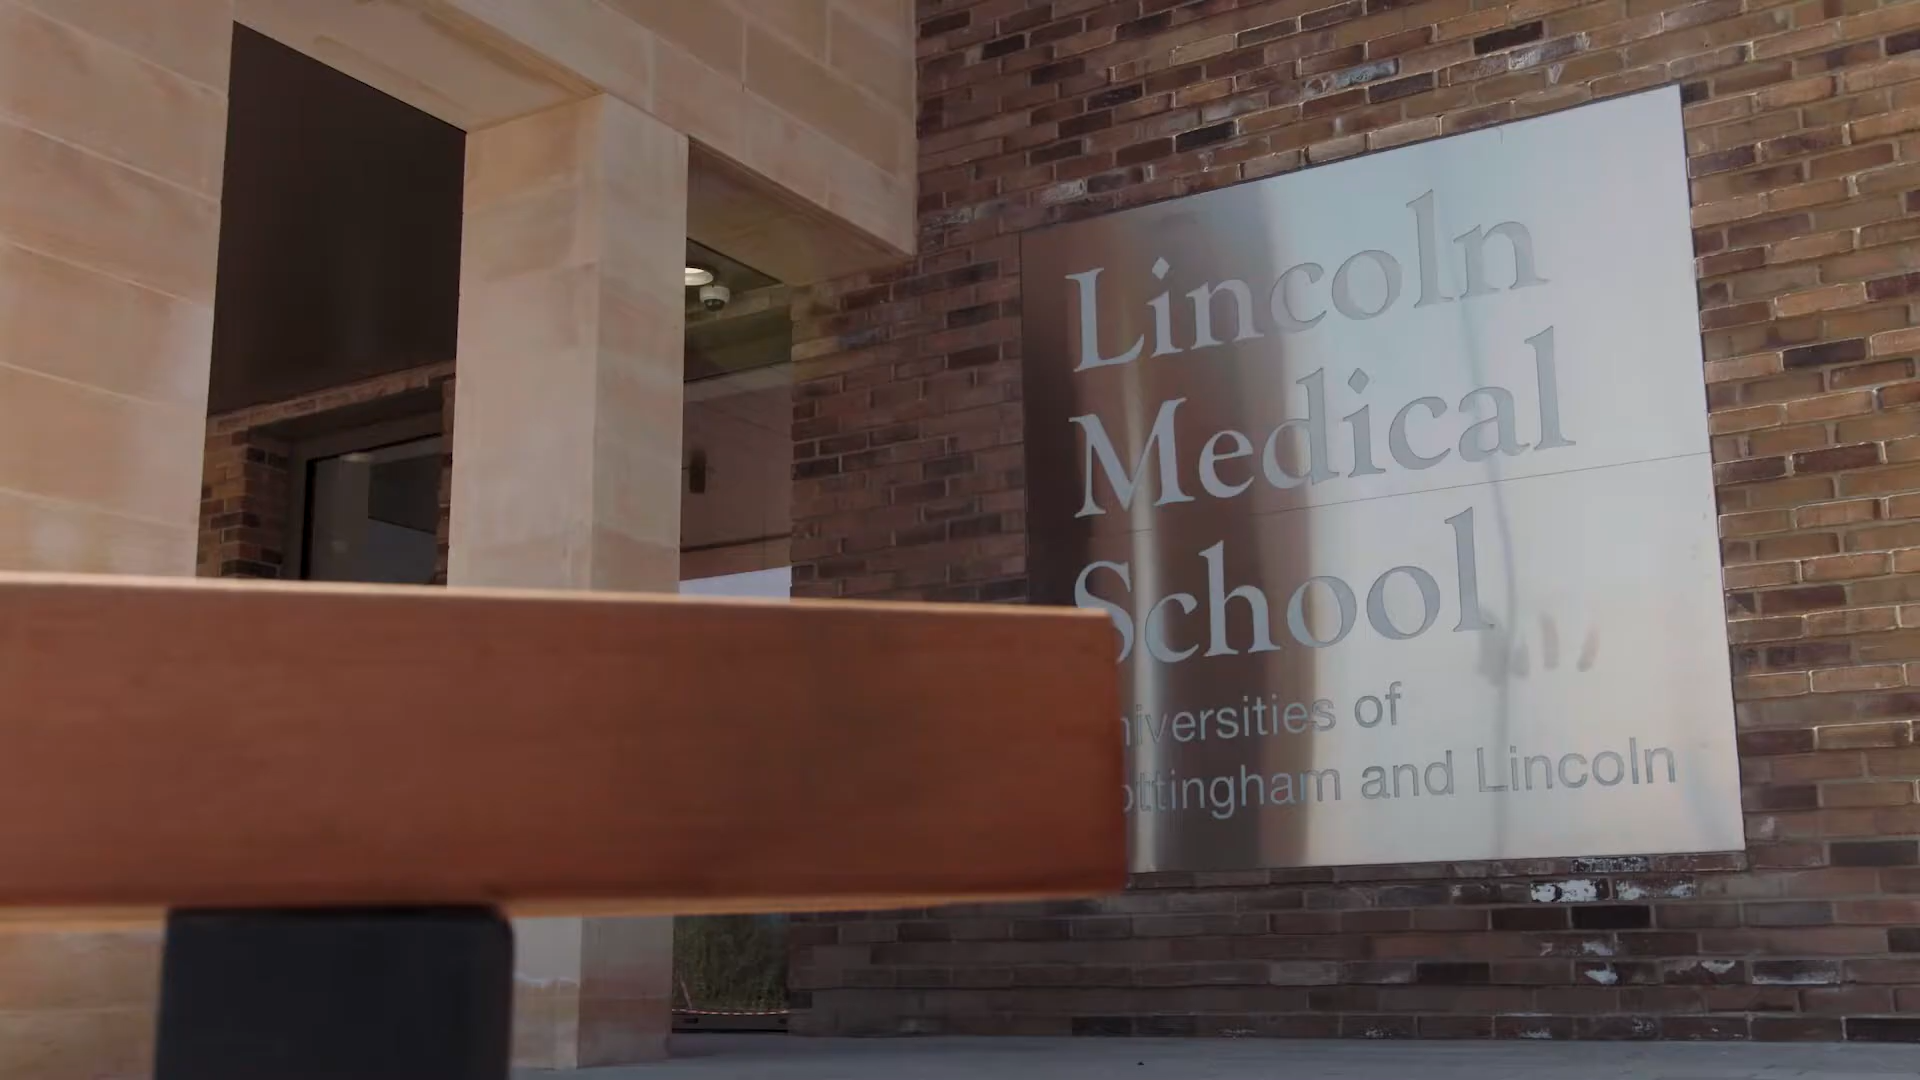 Lincoln
Medical
School
niversities of
ottingham and Lincoln